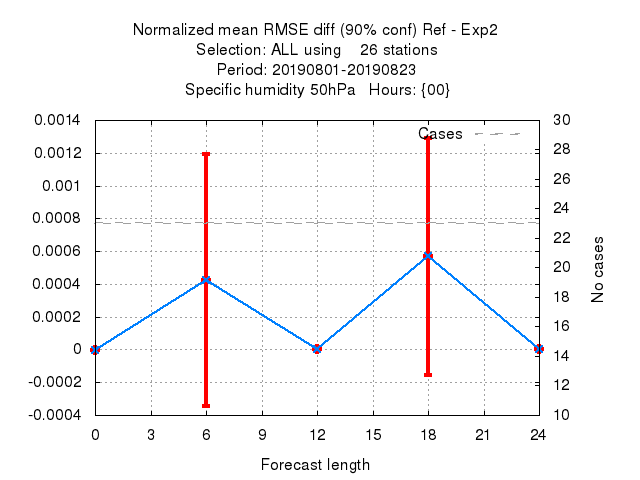 Normalized mean RMSE diff (90% conf) Ref - Exp2
Selection: ALL using    26 stations
Period: 20190801-20190823
Specific humidity 50hPa   Hours: {00}
Cases
0.0014
0.0012
0.001
0.0008
0.0006
0.0004
0.0002
0
-0.0002
-0.0004
30
28
26
24
22
20
18
16
14
12
10
No cases
0 3 6 9 12 15 18 21 24
Forecast length